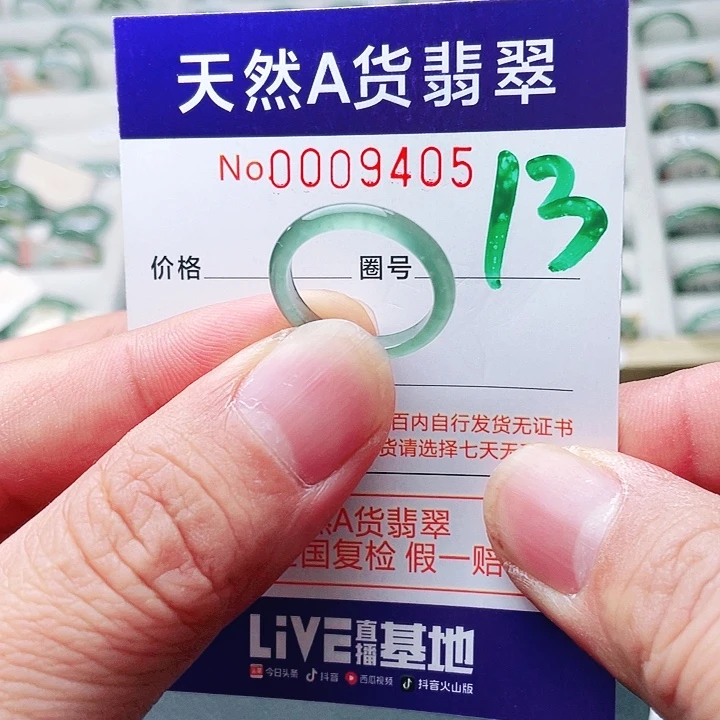 天然A货翡翠
No.0009405
13
价格 圈号
百内自行发货无证书
货请选择七天无
A货翡翠
国复检 假一赔
LiVE直播基地
今日头条 抖音 西瓜视频 抖音火山版